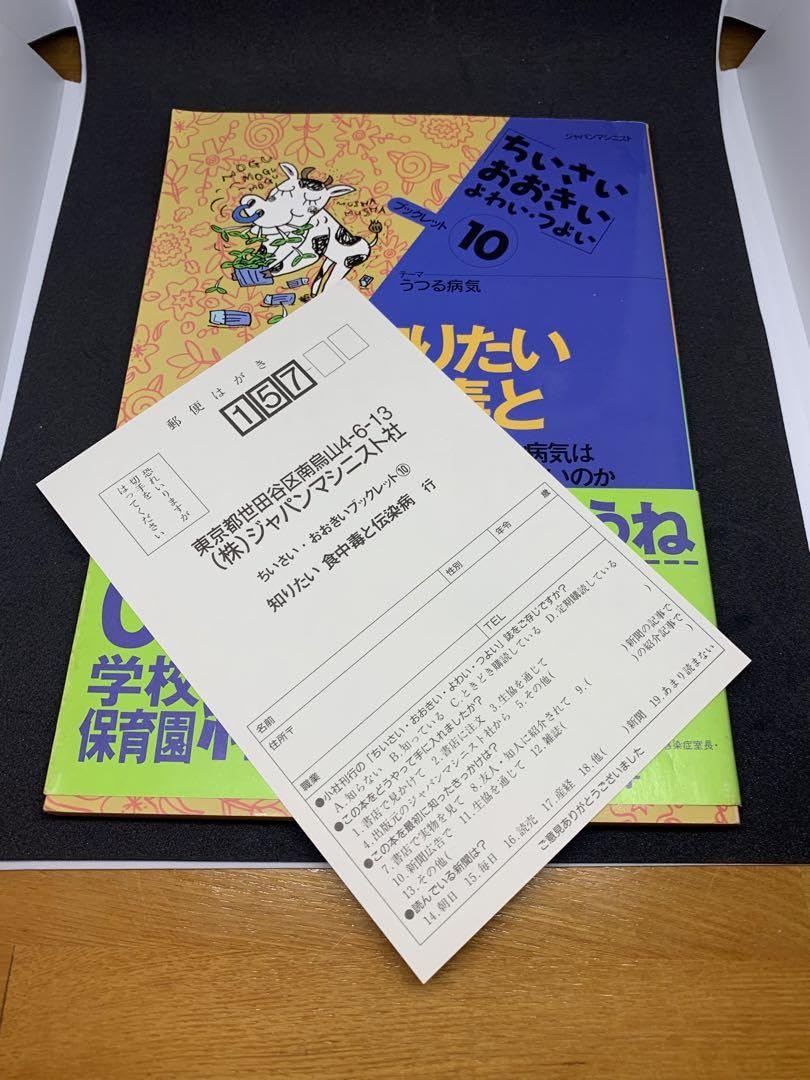 ジャパンマシニスト
ちいさい
おおきい
よわい・つよい
ブックレット
10
テーマ
うつる病気
MOGU
MOGU
MOGU
MUSHA
MUSHA
りたい
毒と
病気は
いのか
うね
学校
保育園
感染症室長・
郵便はがき
157
恐れいりますが
切手を
はってください
東京都世田谷区南烏山4-6-13
(株)ジャパンマシニスト社
ちいさい・おおきいブックレット⑩
知りたい 食中毒と伝染病 行
名前
性別
年令
歳
住所〒
TEL
職業
●小社刊行の「ちいさい・おおきい・よわい・つよい」誌をご存じですか?
A.知らない B.知っている C.ときどき購読している D.定期購読している
●この本をどうやって手に入れましたか?
1.書店で見かけて 2.書店に注文 3.生協を通じて
4.出版元のジャパンマシニスト社から 5.その他( )
●この本を最初に知ったきっかけは?
7.書店で実物を見て 8.友人・知人に紹介されて 9.( )新聞の記事で
10.新聞広告で 11.生協を通じて 12.雑誌( )の紹介記事で
13.その他( )
●読んでいる新聞は?
14.朝日 15.毎日 16.読売 17.産経 18.他( )新聞 19.あまり読まない
ご意見ありがとうございました